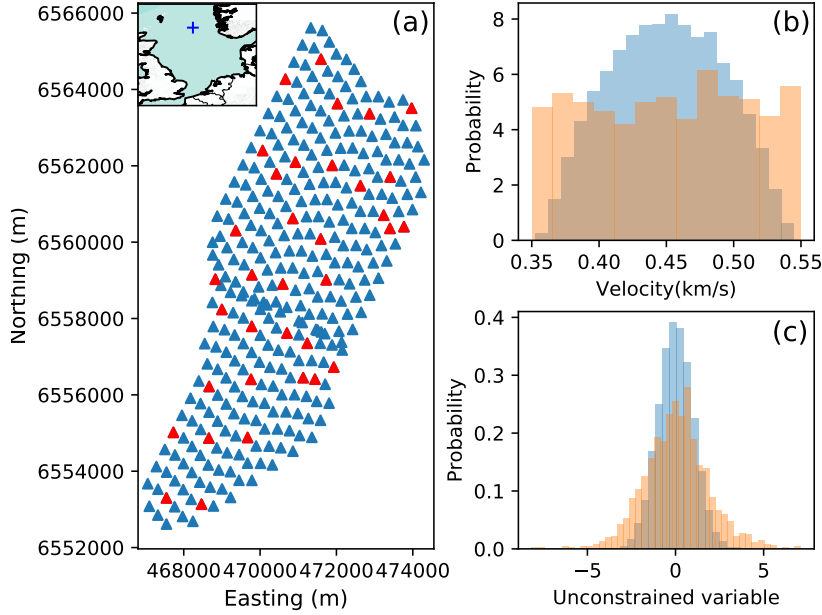 (a)
6566000
6564000
6562000
6560000
6558000
6556000
6554000
6552000
Northing (m)
468000 470000 472000 474000
Easting (m)
(b)
8
6
4
2
0
Probability
0.35 0.40 0.45 0.50 0.55
Velocity(km/s)
(c)
0.4
0.3
0.2
0.1
0.0
Probability
−5 0 5
Unconstrained variable